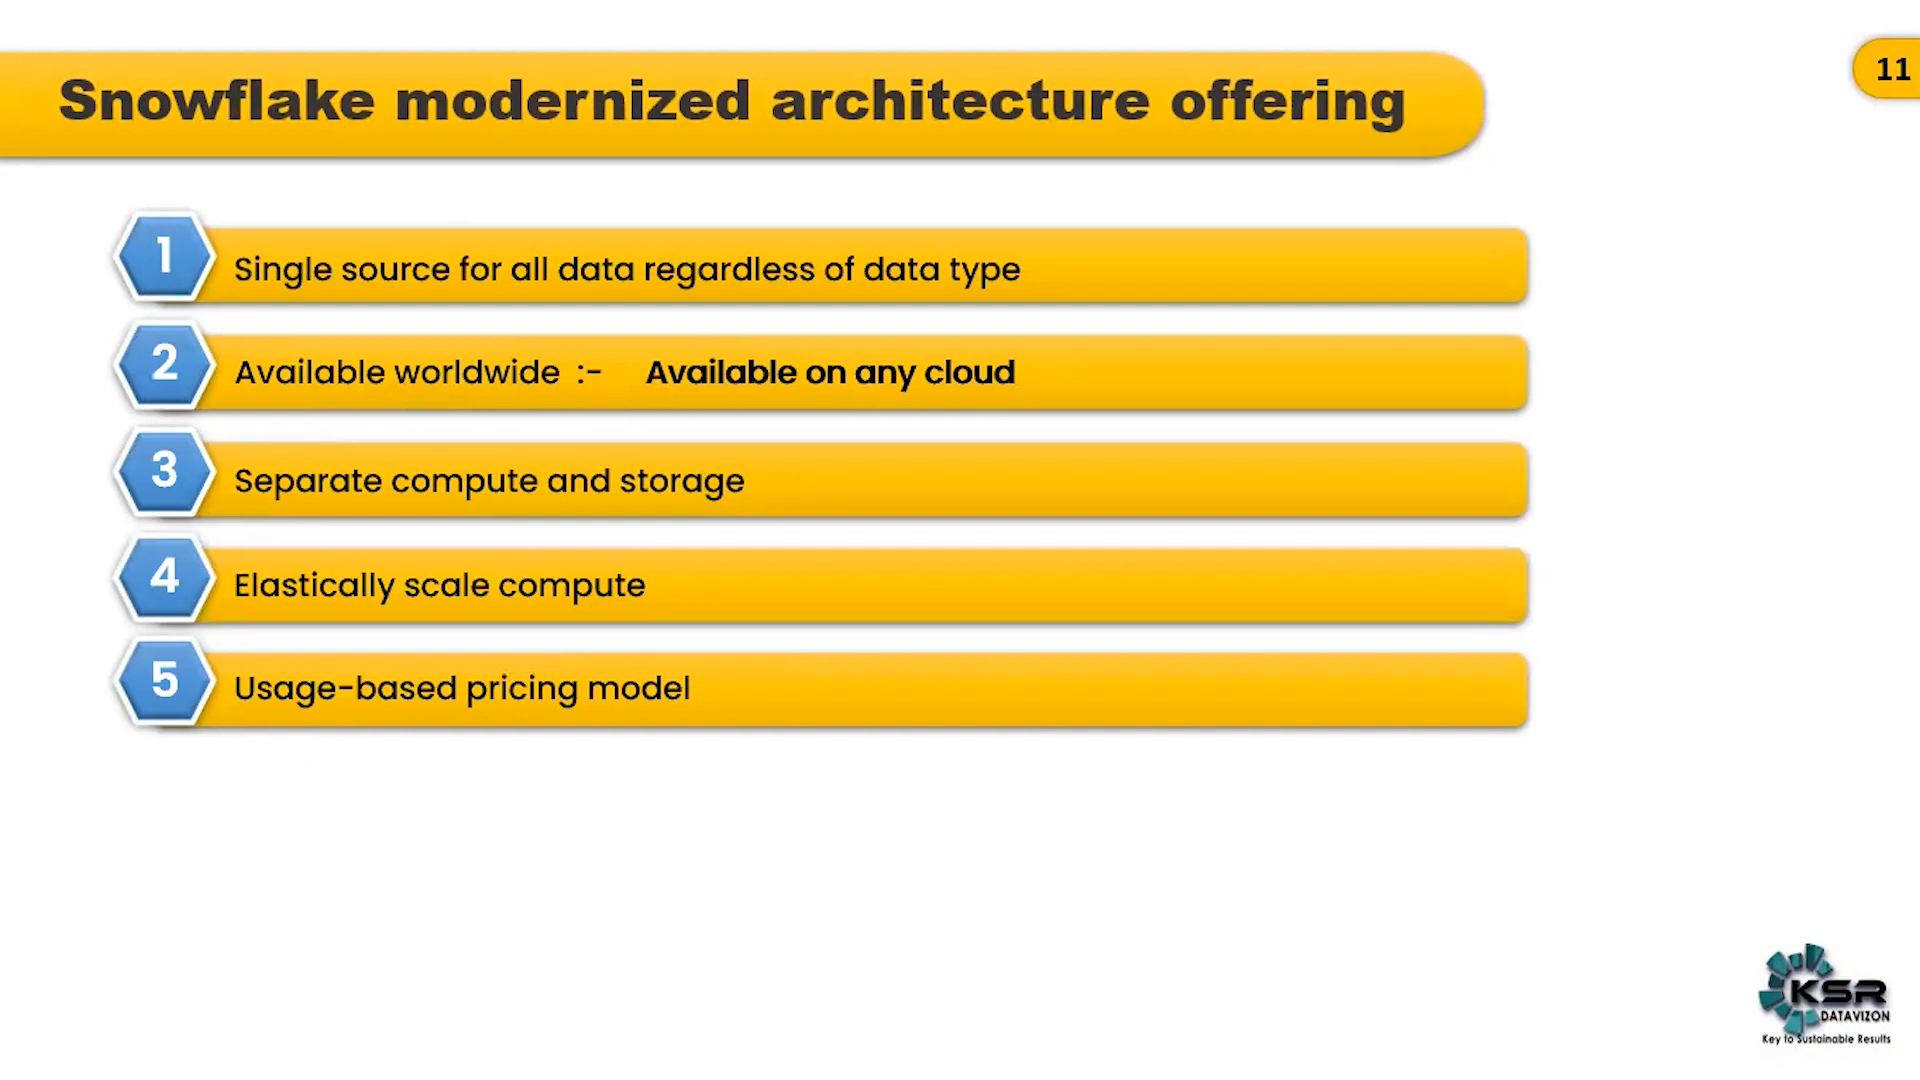 Snowflake modernized architecture offering
11
1
Single source for all data regardless of data type
2
Available worldwide :- Available on any cloud
3
Separate compute and storage
4
Elastically scale compute
5
Usage-based pricing model
KSR
DATAVIZON
Key to Sustainable Results